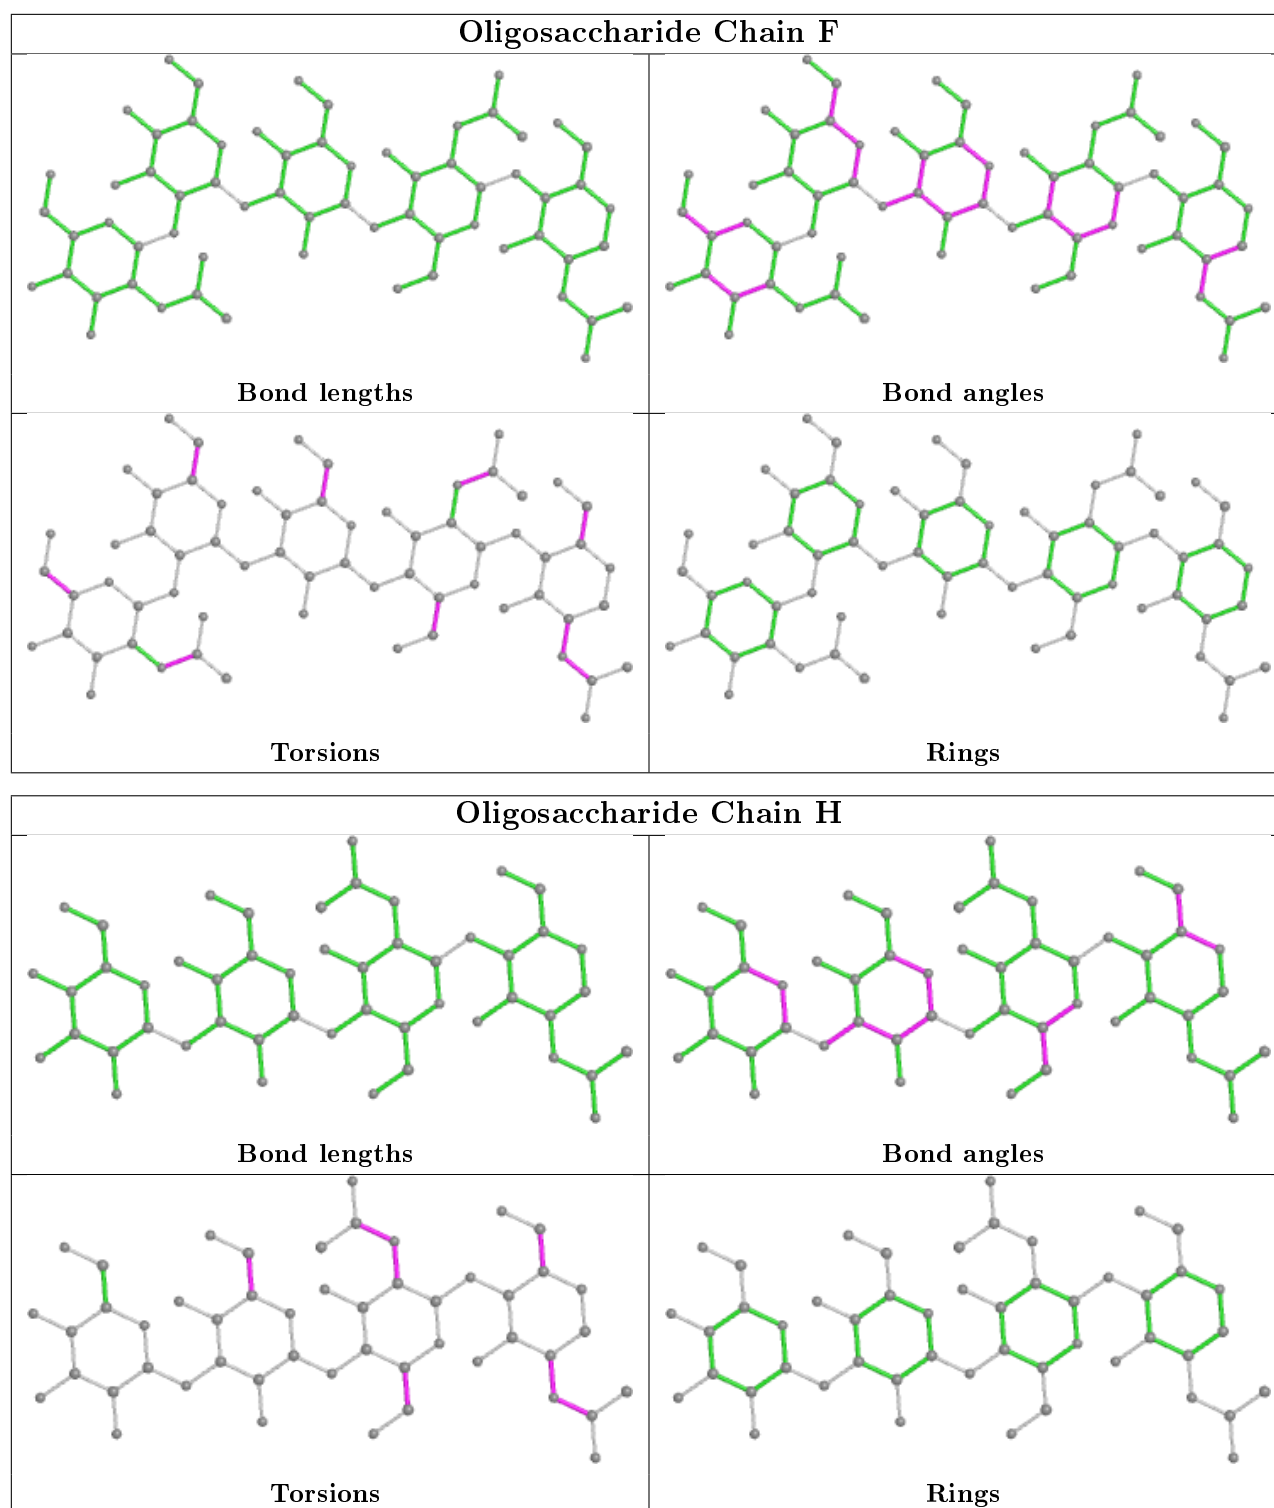 Oligosaccharide Chain F
Bond lengths
Bond angles
Torsions
Rings
Oligosaccharide Chain H
Bond lengths
Bond angles
Torsions
Rings